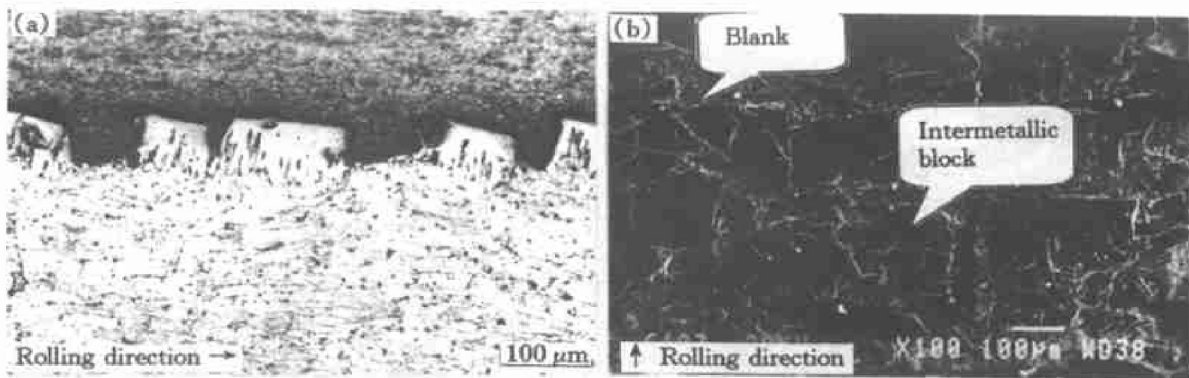 (a)
Rolling direction →
100 μm
(b)
Blank
Intermetallic
block
↑ Rolling direction
X100 100μm WD38